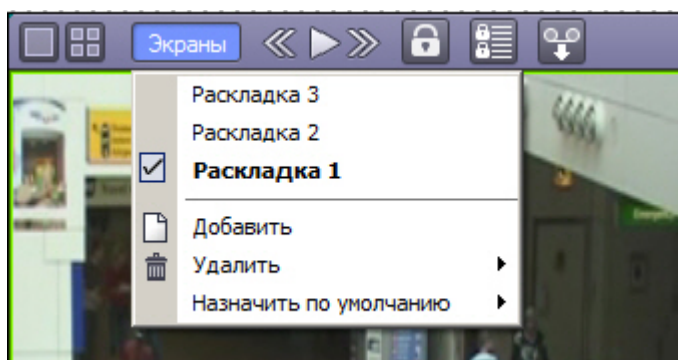 Экраны
Раскладка 3
Раскладка 2
Раскладка 1
Добавить
Удалить
Назначить по умолчанию